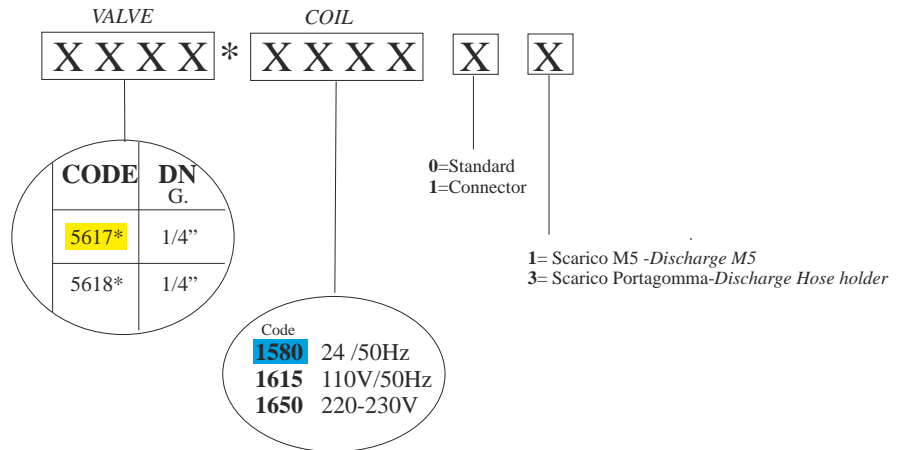 VALVE COIL
X X X X * X X X X X X
CODE DN
G.
5617* 1/4”
5618* 1/4”
Code
1580 24 /50Hz
1615 110V/50Hz
1650 220-230V
0=Standard
1=Connector
.
1= Scarico M5 -Discharge M5
3= Scarico Portagomma-Discharge Hose holder